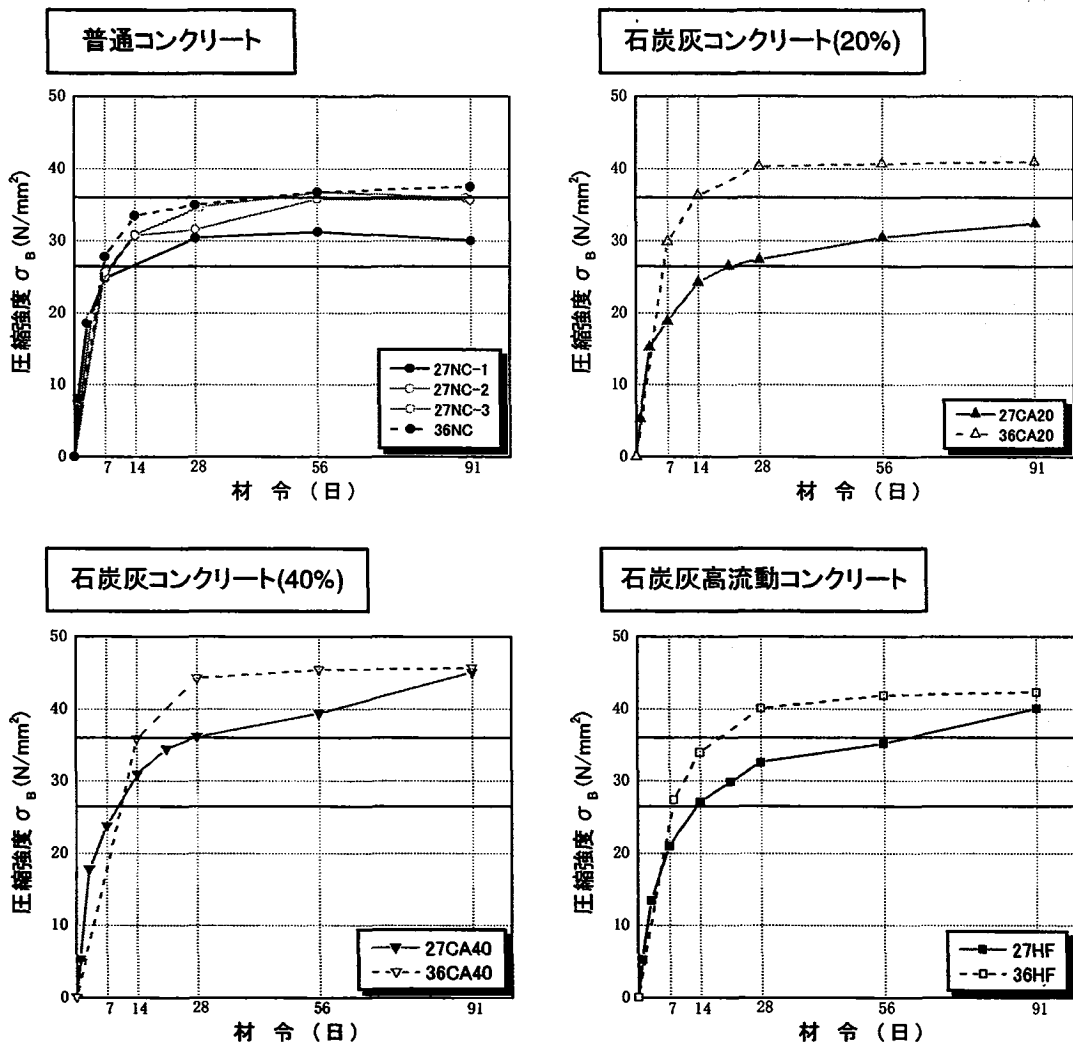 普通コンクリート
圧縮強度 σB (N/mm²)
50
40
30
20
10
0
27NC-1
27NC-2
27NC-3
36NC
7 14 28 56 91
材 令 (日)
石炭灰コンクリート(20%)
圧縮強度 σB (N/mm²)
50
40
30
20
10
0
27CA20
36CA20
7 14 28 56 91
材 令 (日)
石炭灰コンクリート(40%)
圧縮強度 σB (N/mm²)
50
40
30
20
10
0
27CA40
36CA40
7 14 28 56 91
材 令 (日)
石炭灰高流動コンクリート
圧縮強度 σB (N/mm²)
50
40
30
20
10
0
27HF
36HF
7 14 28 56 91
材 令 (日)